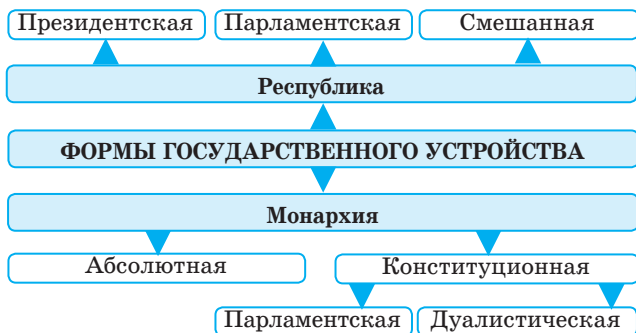 Президентская Парламентская Смешанная
Республика
ФОРМЫ ГОСУДАРСТВЕННОГО УСТРОЙСТВА
Монархия
Абсолютная Конституционная
Парламентская Дуалистическая